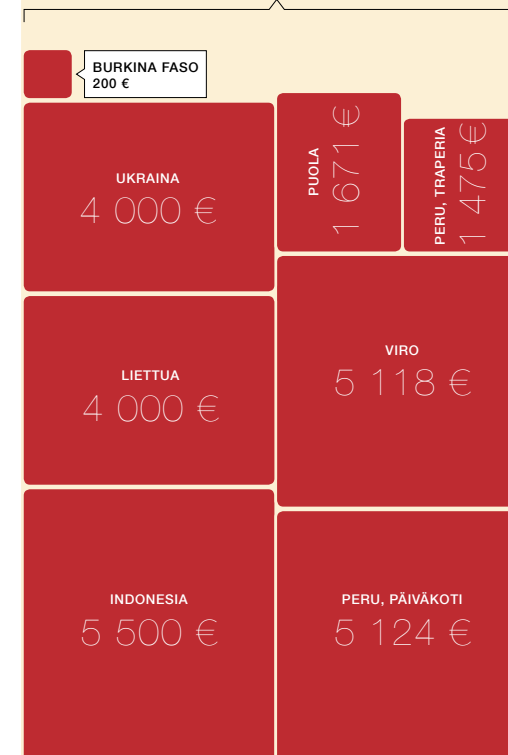 BURKINA FASO
200 €
UKRAINA
4 000 €
PUOLA
1 671 €
PERU, TRAPERIA
1 475 €
LIETTUA
4 000 €
VIRO
5 118 €
INDONESIA
5 500 €
PERU, PÄIVÄKOTI
5 124 €